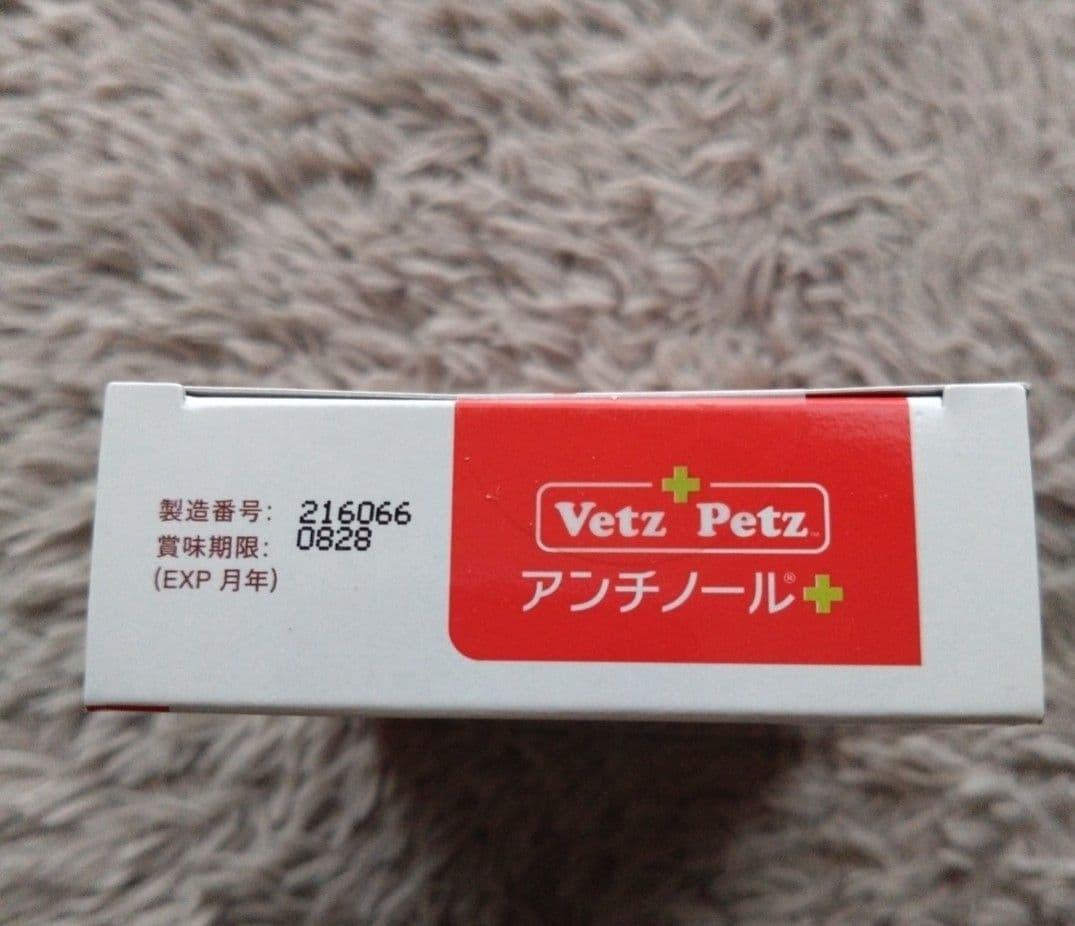 製造番号: 216066
賞味期限: 0828
(EXP 月年)
Vetz Petz™
アンチノール®+